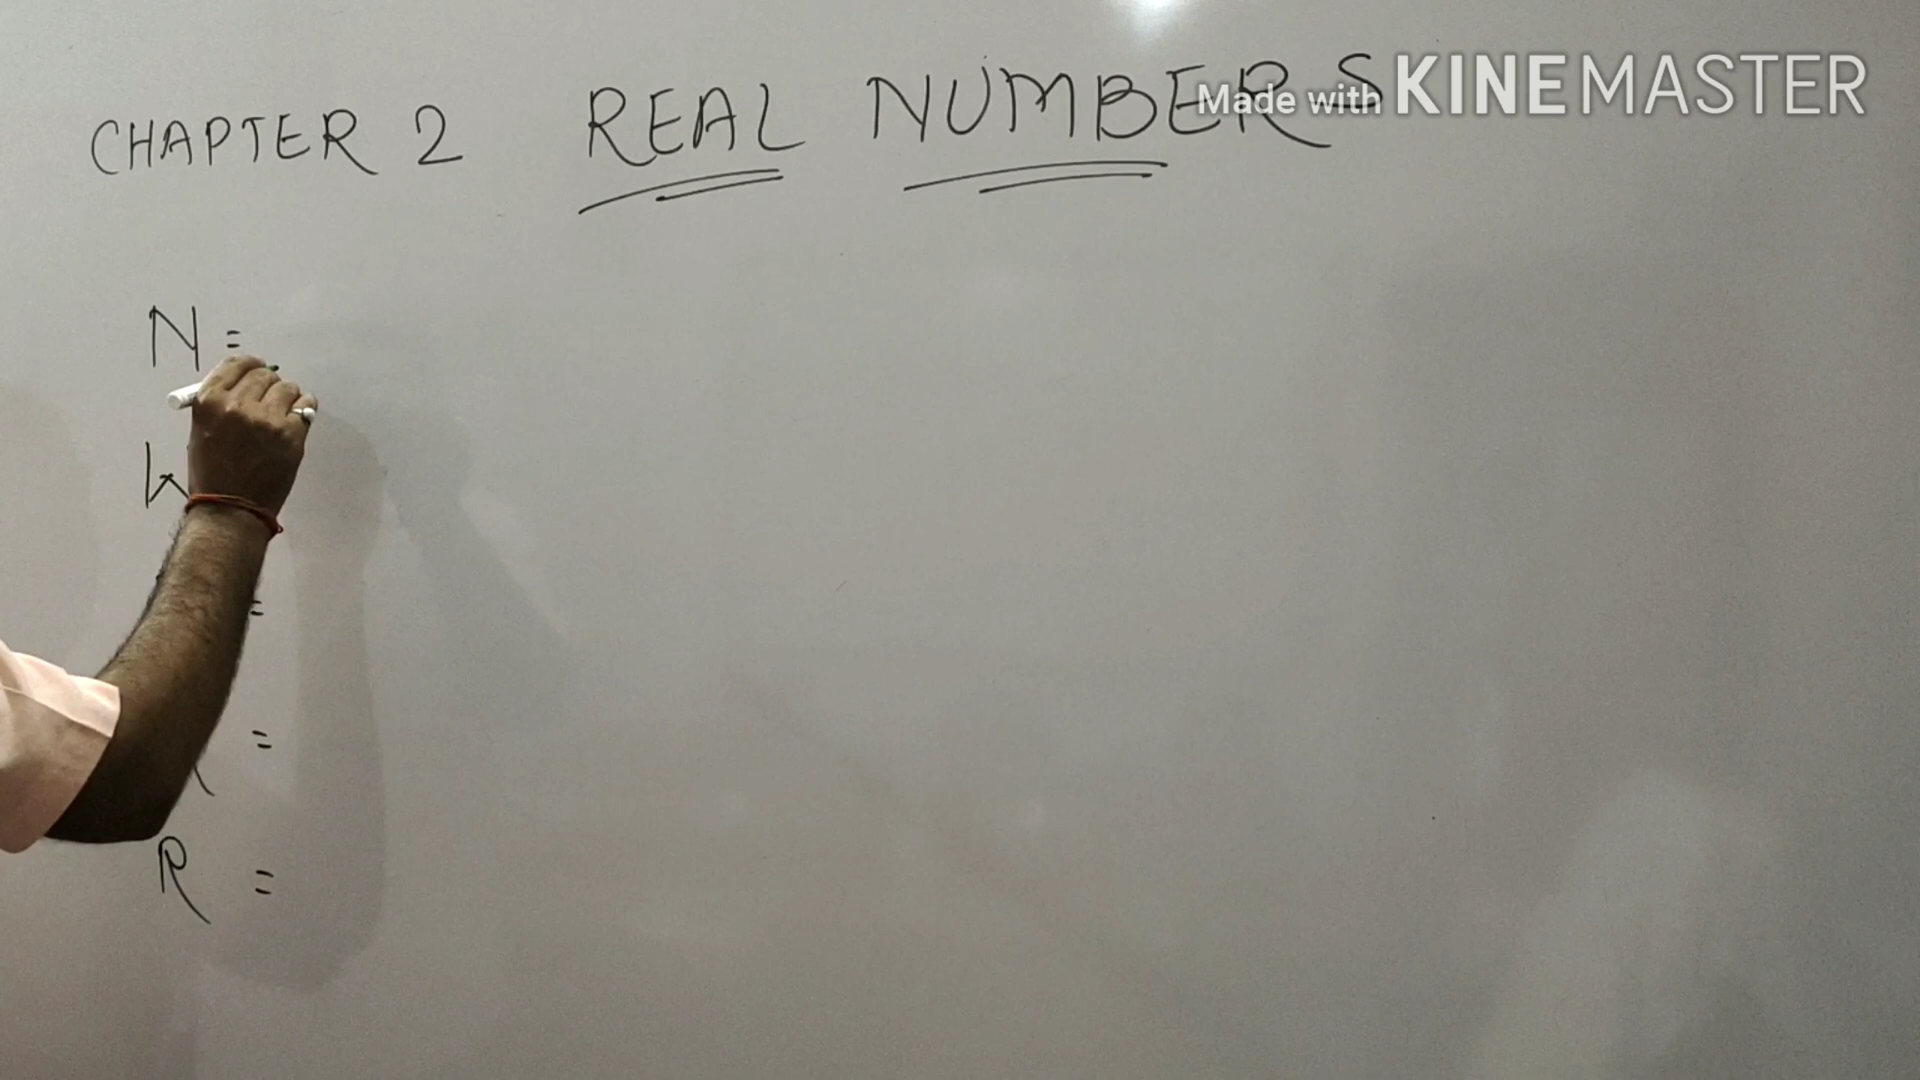 CHAPTER 2 REAL NUMBERS
Made with KINEMASTER
N =
W
=
=
R =